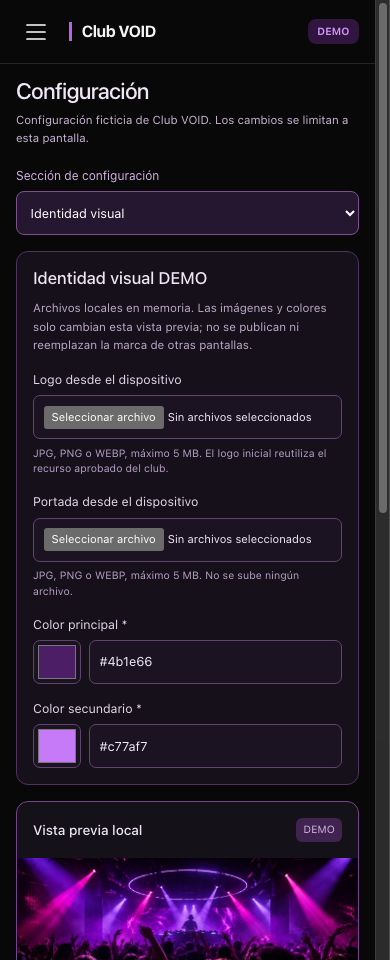 Club VOID
DEMO
Configuración
Configuración ficticia de Club VOID. Los cambios se limitan a
esta pantalla.
Sección de configuración
Identidad visual
Identidad visual DEMO
Archivos locales en memoria. Las imágenes y colores
solo cambian esta vista previa; no se publican ni
reemplazan la marca de otras pantallas.
Logo desde el dispositivo
Seleccionar archivo Sin archivos seleccionados
JPG, PNG o WEBP, máximo 5 MB. El logo inicial reutiliza el
recurso aprobado del club.
Portada desde el dispositivo
Seleccionar archivo Sin archivos seleccionados
JPG, PNG o WEBP, máximo 5 MB. No se sube ningún
archivo.
Color principal *
#4b1e66
Color secundario *
#c77af7
Vista previa local
DEMO